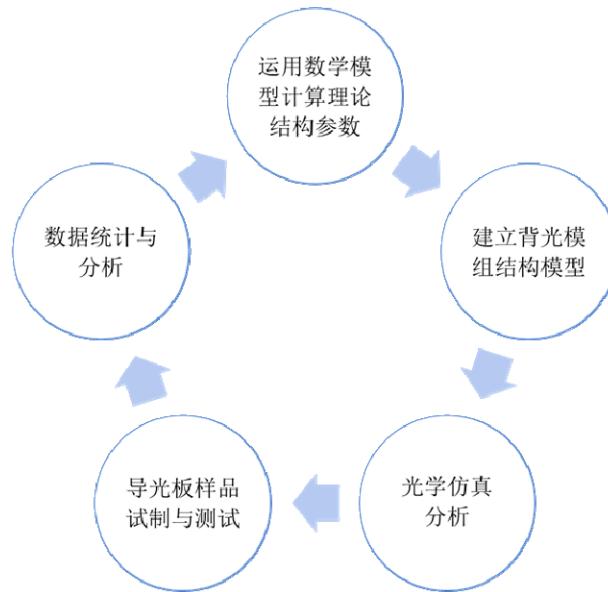 运用数学模
型计算理论
结构参数
建立背光模
组结构模型
光学仿真
分析
导光板样品
试制与测试
数据统计与
分析